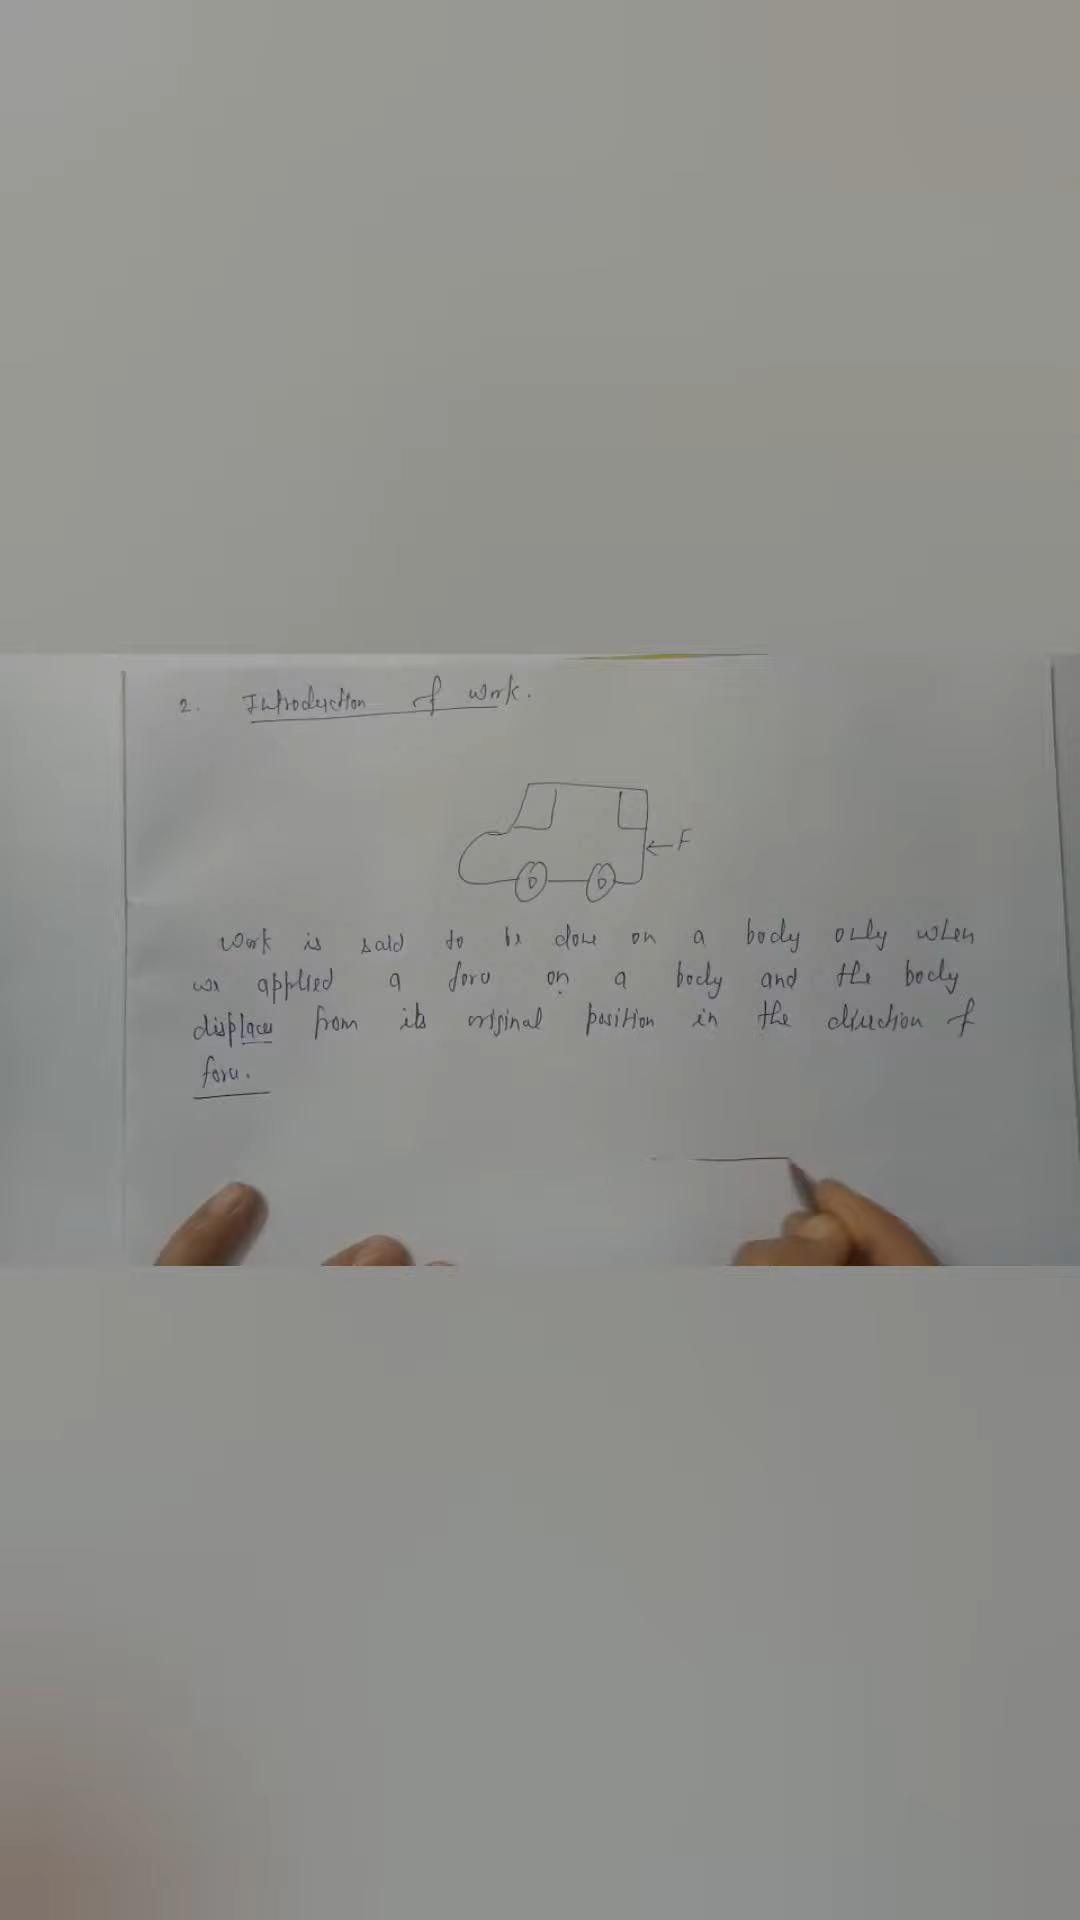 2. Introduction of work.
F
Work is said to be done on a body only when
we applied a force on a body and the body
displaces from its original position in the direction of
force.